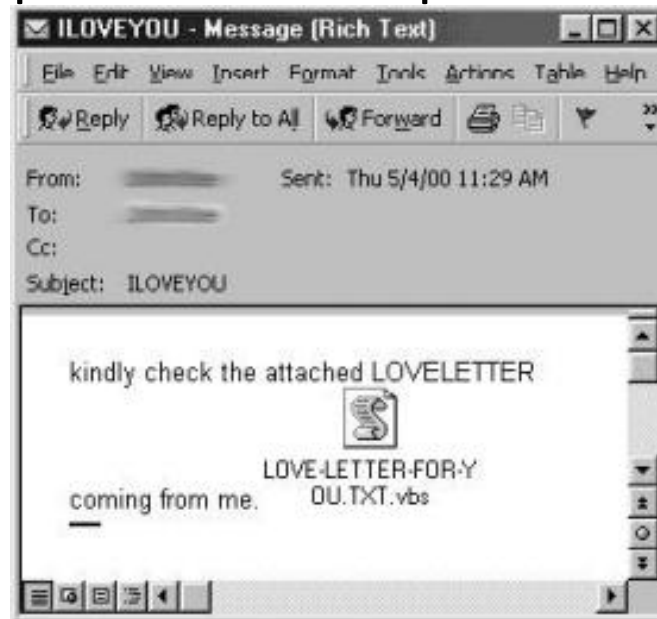 ILOVEYOU - Message (Rich Text)
File Edit View Insert Format Tools Actions Table Help
Reply Reply to All Forward
From: Sent: Thu 5/4/00 11:29 AM
To:
Cc:
Subject: ILOVEYOU
kindly check the attached LOVELETTER
LOVE-LETTER-FOR-Y
coming from me. OU.TXT.vbs